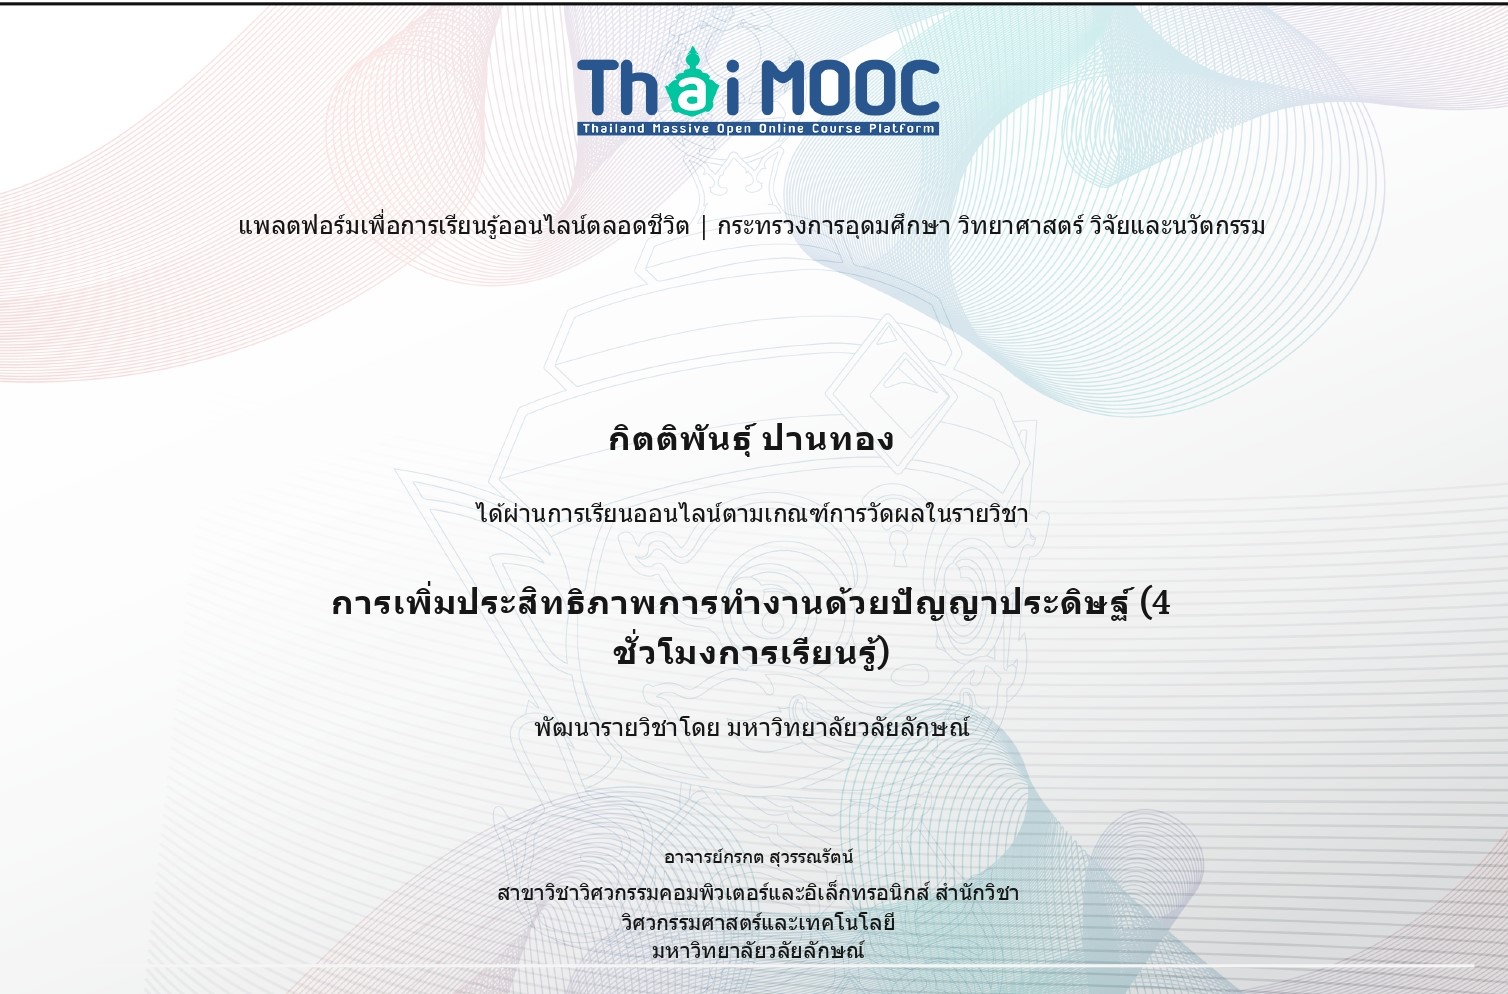 Thai MOOC
Thailand Massive Open Online Course Platform
แพลตฟอร์มเพื่อการเรียนรู้ออนไลน์ตลอดชีวิต | กระทรวงการอุดมศึกษา วิทยาศาสตร์ วิจัยและนวัตกรรม
กิตติพันธุ์ ปานทอง
ได้ผ่านการเรียนออนไลน์ตามเกณฑ์การวัดผลในรายวิชา
การเพิ่มประสิทธิภาพการทำงานด้วยปัญญาประดิษฐ์ (4
ชั่วโมงการเรียนรู้)
พัฒนารายวิชาโดย มหาวิทยาลัยวลัยลักษณ์
อาจารย์กรกต สุวรรณรัตน์
สาขาวิชาวิศวกรรมคอมพิวเตอร์และอิเล็กทรอนิกส์ สำนักวิชา
วิศวกรรมศาสตร์และเทคโนโลยี
มหาวิทยาลัยวลัยลักษณ์